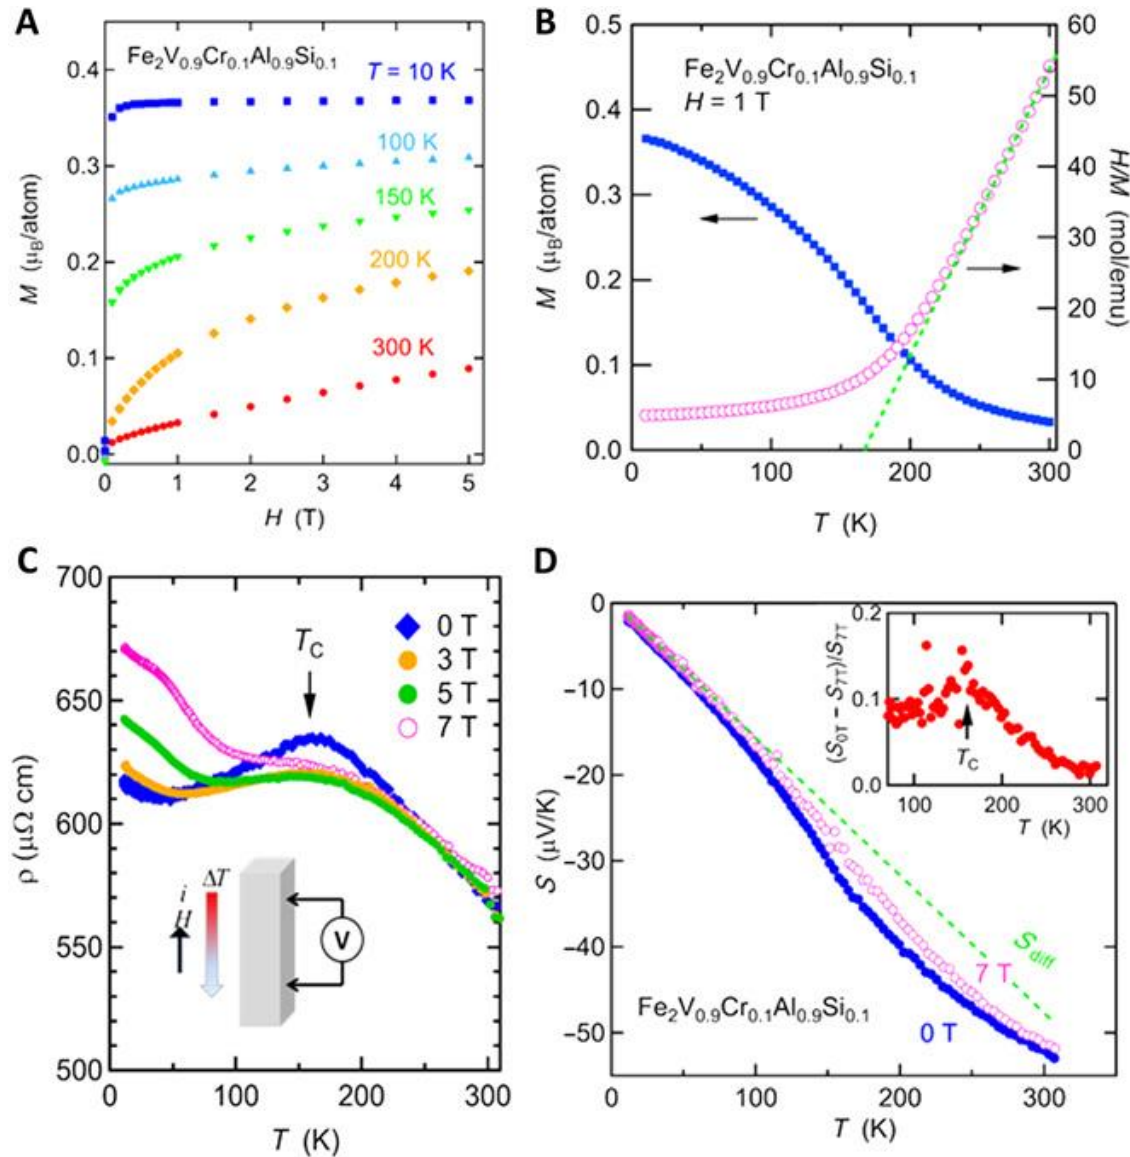 A
Fe2V0.9Cr0.1Al0.9Si0.1
T = 10 K
100 K
150 K
200 K
300 K
0.4
0.3
0.2
0.1
0.0
M (μB/atom)
0 1 2 3 4 5
H (T)
B
Fe2V0.9Cr0.1Al0.9Si0.1
H = 1 T
0.5
0.4
0.3
0.2
0.1
0.0
M (μB/atom)
60
50
40
30
20
10
0
H/M (mol/emu)
0 100 200 300
T (K)
C
700
650
600
550
500
ρ (μΩ cm)
TC
0 T
3 T
5 T
7 T
i
H
ΔT
V
0 100 200 300
T (K)
D
0
−10
−20
−30
−40
−50
S (μV/K)
0.2
0.1
0.0
(S0T − S7T)/S7T
TC
100 200 300
T (K)
Sdiff
7 T
0 T
Fe2V0.9Cr0.1Al0.9Si0.1
0 100 200 300
T (K)